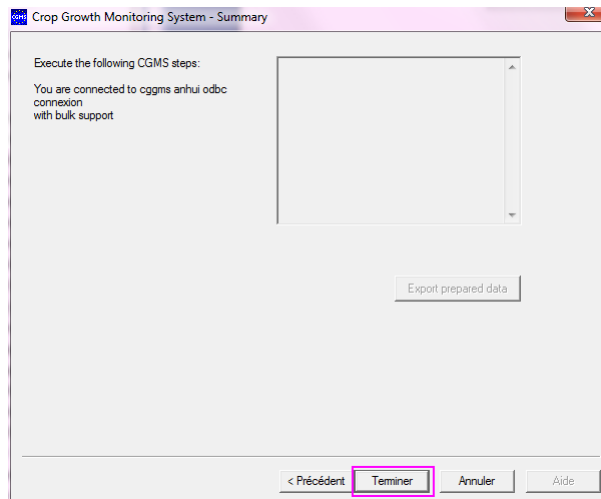 CGMS Crop Growth Monitoring System - Summary
Execute the following CGMS steps:
You are connected to cggms anhui odbc
connexion
with bulk support
Export prepared data
< Précédent Terminer Annuler Aide